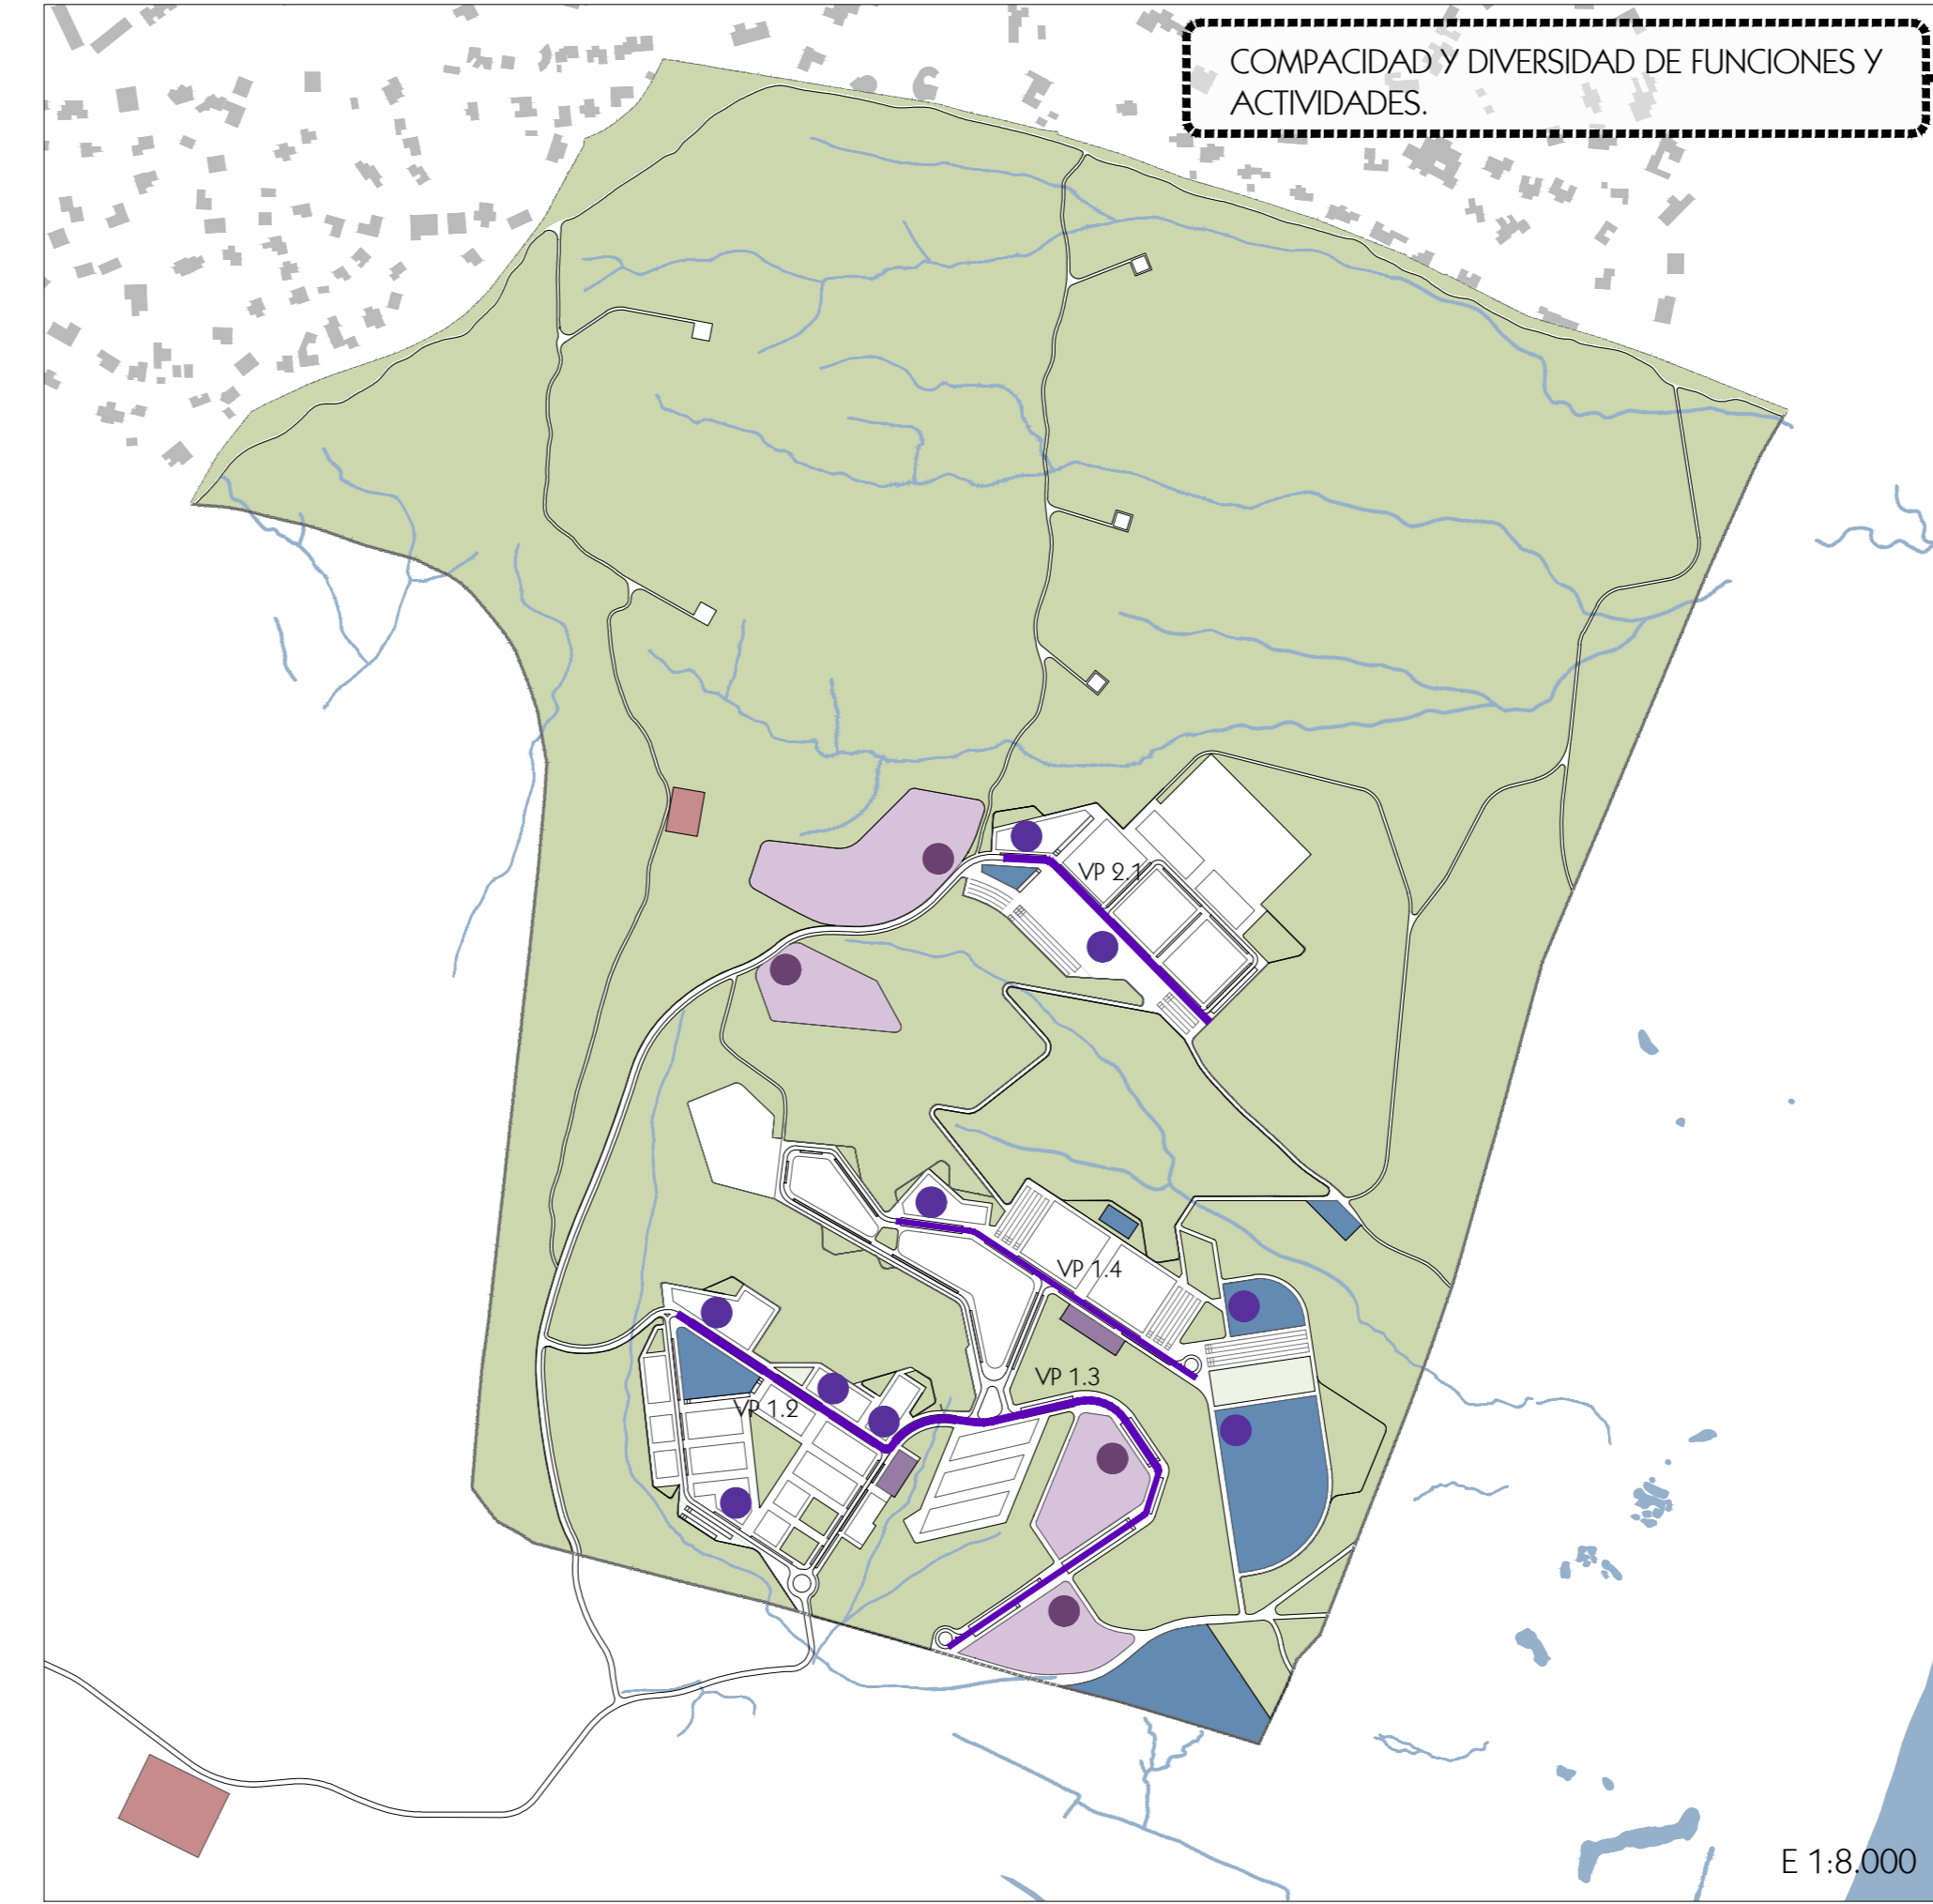 COMPACIDAD Y DIVERSIDAD DE FUNCIONES Y
ACTIVIDADES.
VP 2.1
VP 1.4
VP 1.3
VP 1.2
E 1:8.000